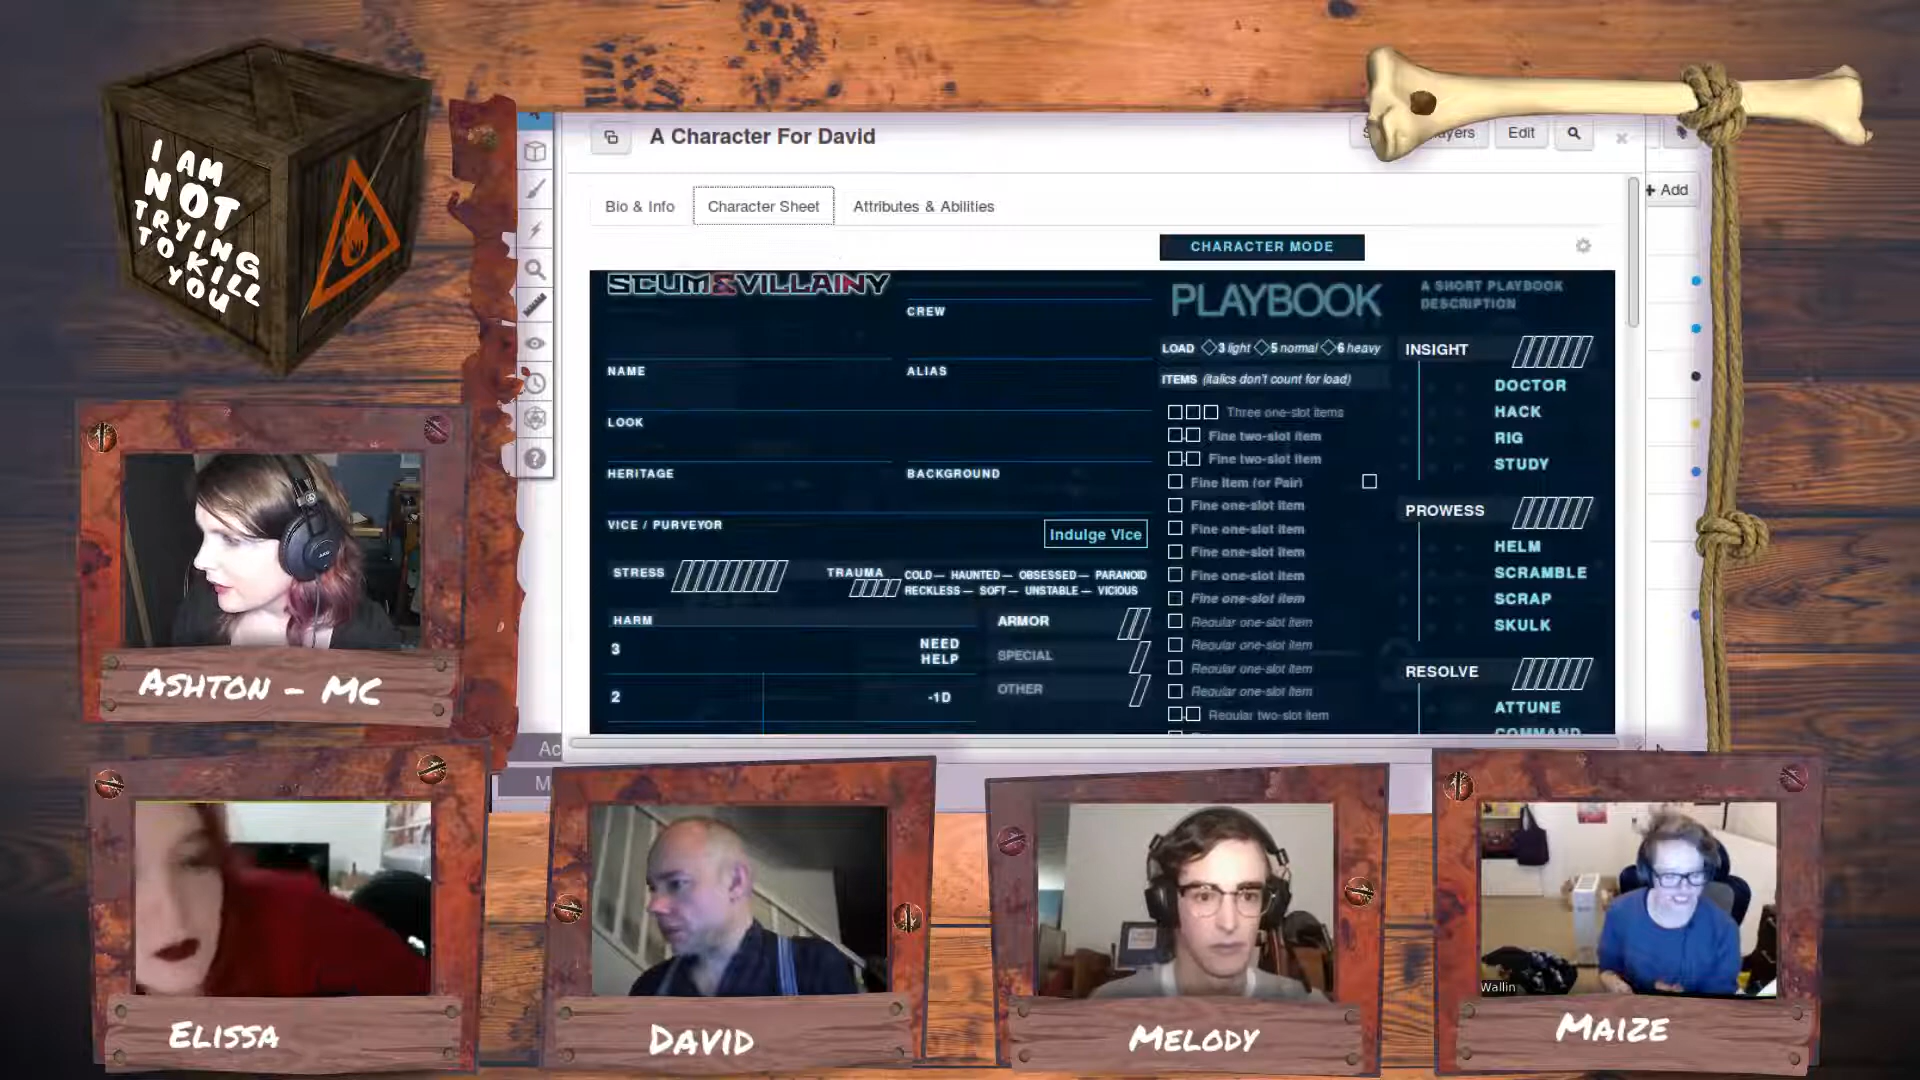 I AM
NOT
TRYING
TO KILL
YOU
A Character For David
Edit
Add
Bio & Info
Character Sheet
Attributes & Abilities
CHARACTER MODE
SCUM & VILLAINY
CREW
NAME
ALIAS
LOOK
HERITAGE
BACKGROUND
VICE / PURVEYOR
Indulge Vice
STRESS
TRAUMA
COLD— HAUNTED— OBSESSED— PARANOID
RECKLESS— SOFT— UNSTABLE— VICIOUS
HARM
3
NEED
HELP
2
-1D
ARMOR
SPECIAL
OTHER
PLAYBOOK
A SHORT PLAYBOOK
DESCRIPTION
LOAD 3 light 5 normal 6 heavy
ITEMS (italics don't count for load)
Three one-slot items
Fine two-slot item
Fine two-slot item
Fine Item (or Pair)
Fine one-slot item
Fine one-slot item
Fine one-slot item
Fine one-slot item
Fine one-slot item
Regular one-slot item
Regular one-slot item
Regular one-slot item
Regular one-slot item
Regular two-slot item
INSIGHT
DOCTOR
HACK
RIG
STUDY
PROWESS
HELM
SCRAMBLE
SCRAP
SKULK
RESOLVE
ATTUNE
COMMAND
ASHTON - MC
ELISSA
DAVID
MELODY
Wallin
MAIZE